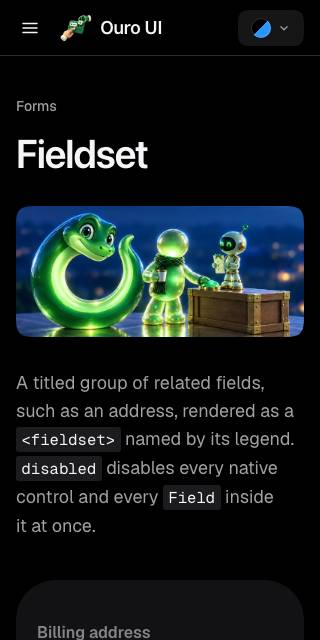 Ouro UI
Forms
Fieldset
A titled group of related fields,
such as an address, rendered as a
<fieldset> named by its legend.
disabled disables every native
control and every Field inside
it at once.
Billing address